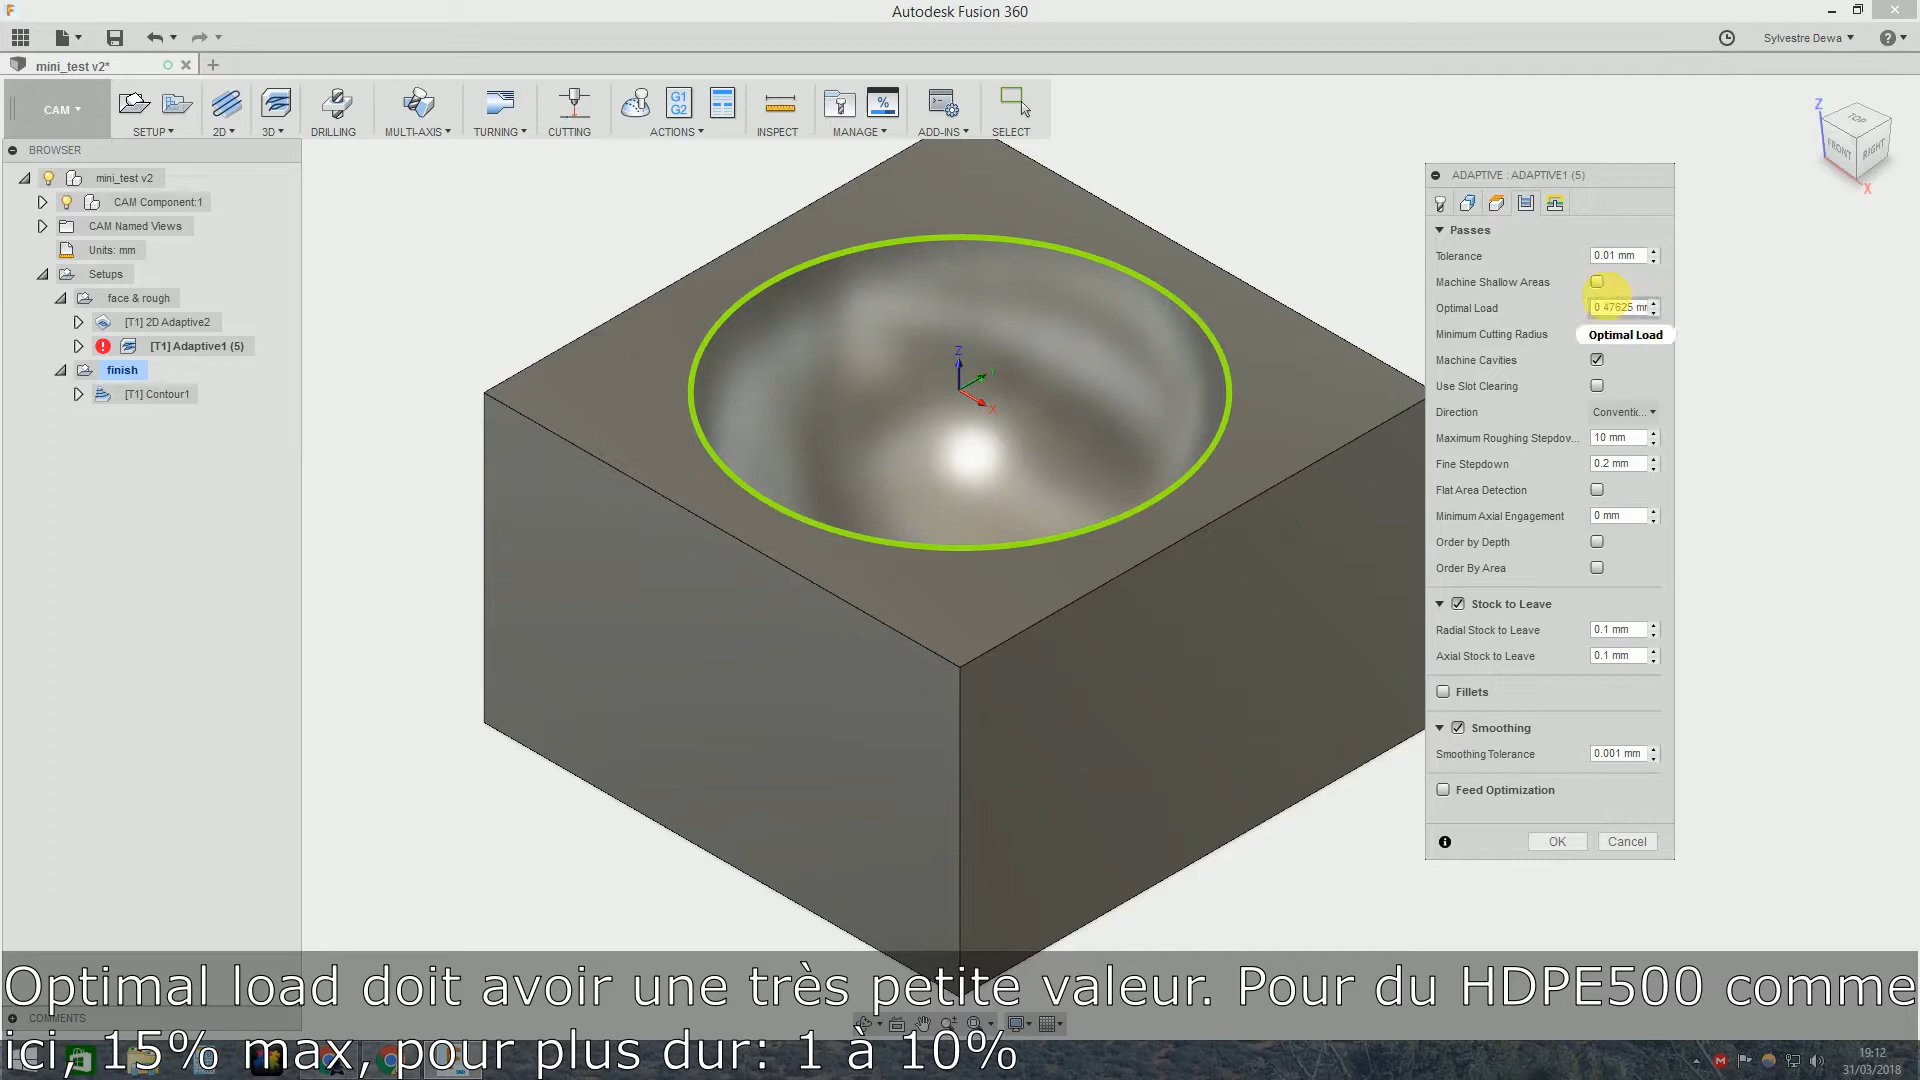 Autodesk Fusion 360
Sylvestre Dewa
mini_test v2*
CAM
SETUP
2D
3D
DRILLING
MULTI-AXIS
TURNING
CUTTING
G1
G2
ACTIONS
INSPECT
%
MANAGE
ADD-INS
SELECT
BROWSER
mini_test v2
CAM Component:1
CAM Named Views
Units: mm
Setups
face & rough
[T1] 2D Adaptive2
[T1] Adaptive1 (5)
finish
[T1] Contour1
Z
X
Z
TOP
FRONT
RIGHT
X
ADAPTIVE : ADAPTIVE1 (5)
Passes
Tolerance 0.01 mm
Machine Shallow Areas
Optimal Load 0.47625 mm
Minimum Cutting Radius
Optimal Load
Machine Cavities
Use Slot Clearing
Direction Conventic...
Maximum Roughing Stepdov... 10 mm
Fine Stepdown 0.2 mm
Flat Area Detection
Minimum Axial Engagement 0 mm
Order by Depth
Order By Area
Stock to Leave
Radial Stock to Leave 0.1 mm
Axial Stock to Leave 0.1 mm
Fillets
Smoothing
Smoothing Tolerance 0.001 mm
Feed Optimization
OK Cancel
Optimal load doit avoir une très petite valeur. Pour du HDPE500 comme
ici, 15% max, pour plus dur: 1 à 10%
COMMENTS
19:12
31/03/2018